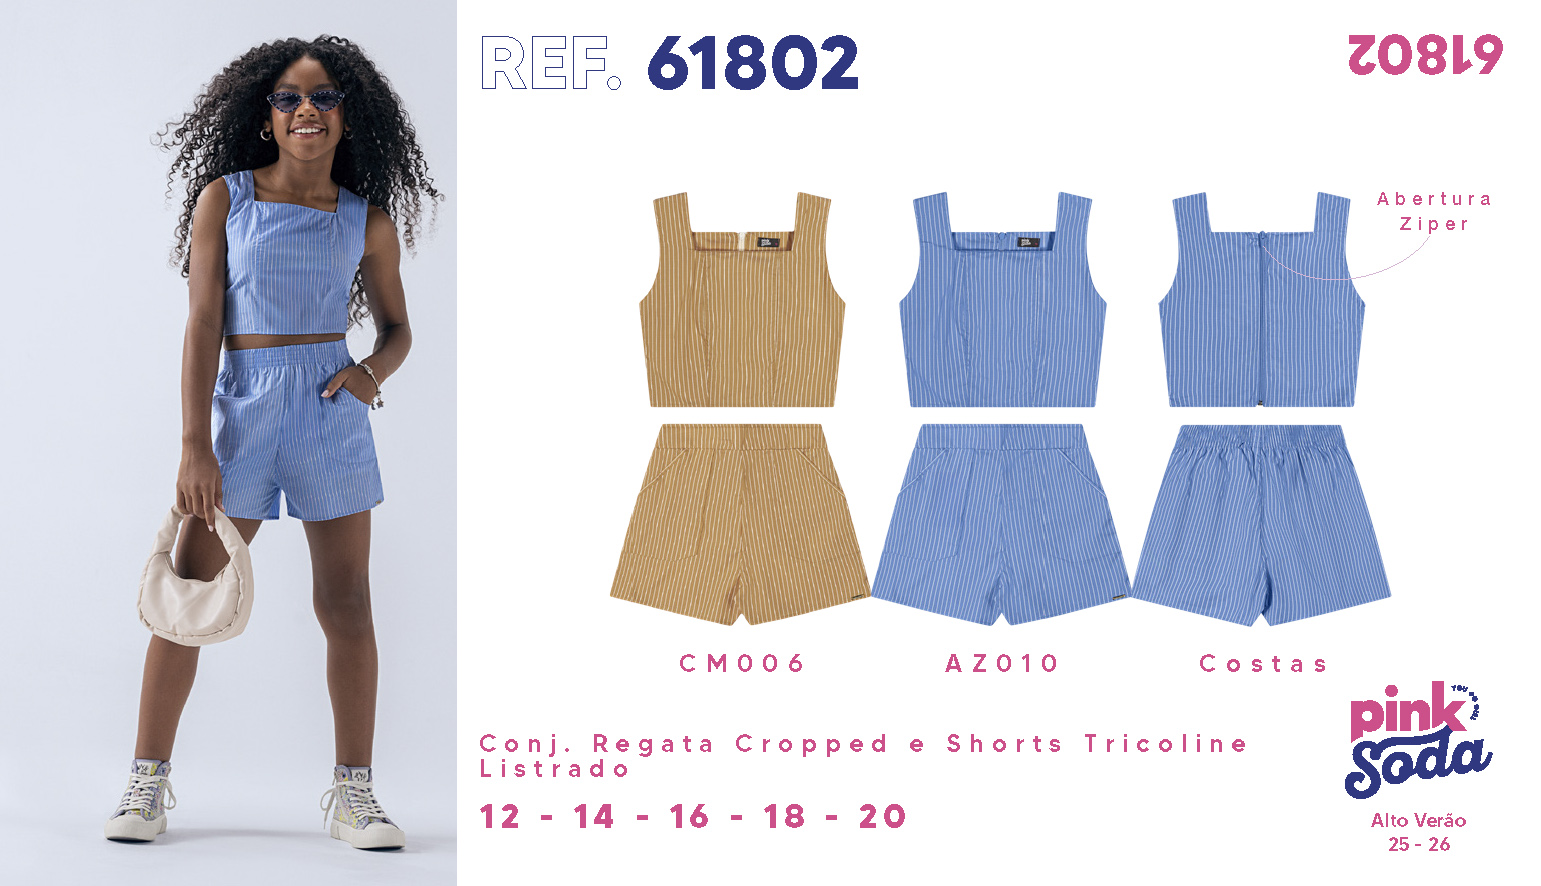 REF. 61802
61802
Abertura
Ziper
CM006
AZ010
Costas
Conj. Regata Cropped e Shorts Tricoline
Listrado
12 - 14 - 16 - 18 - 20
pink
Soda
Alto Verão
25 - 26